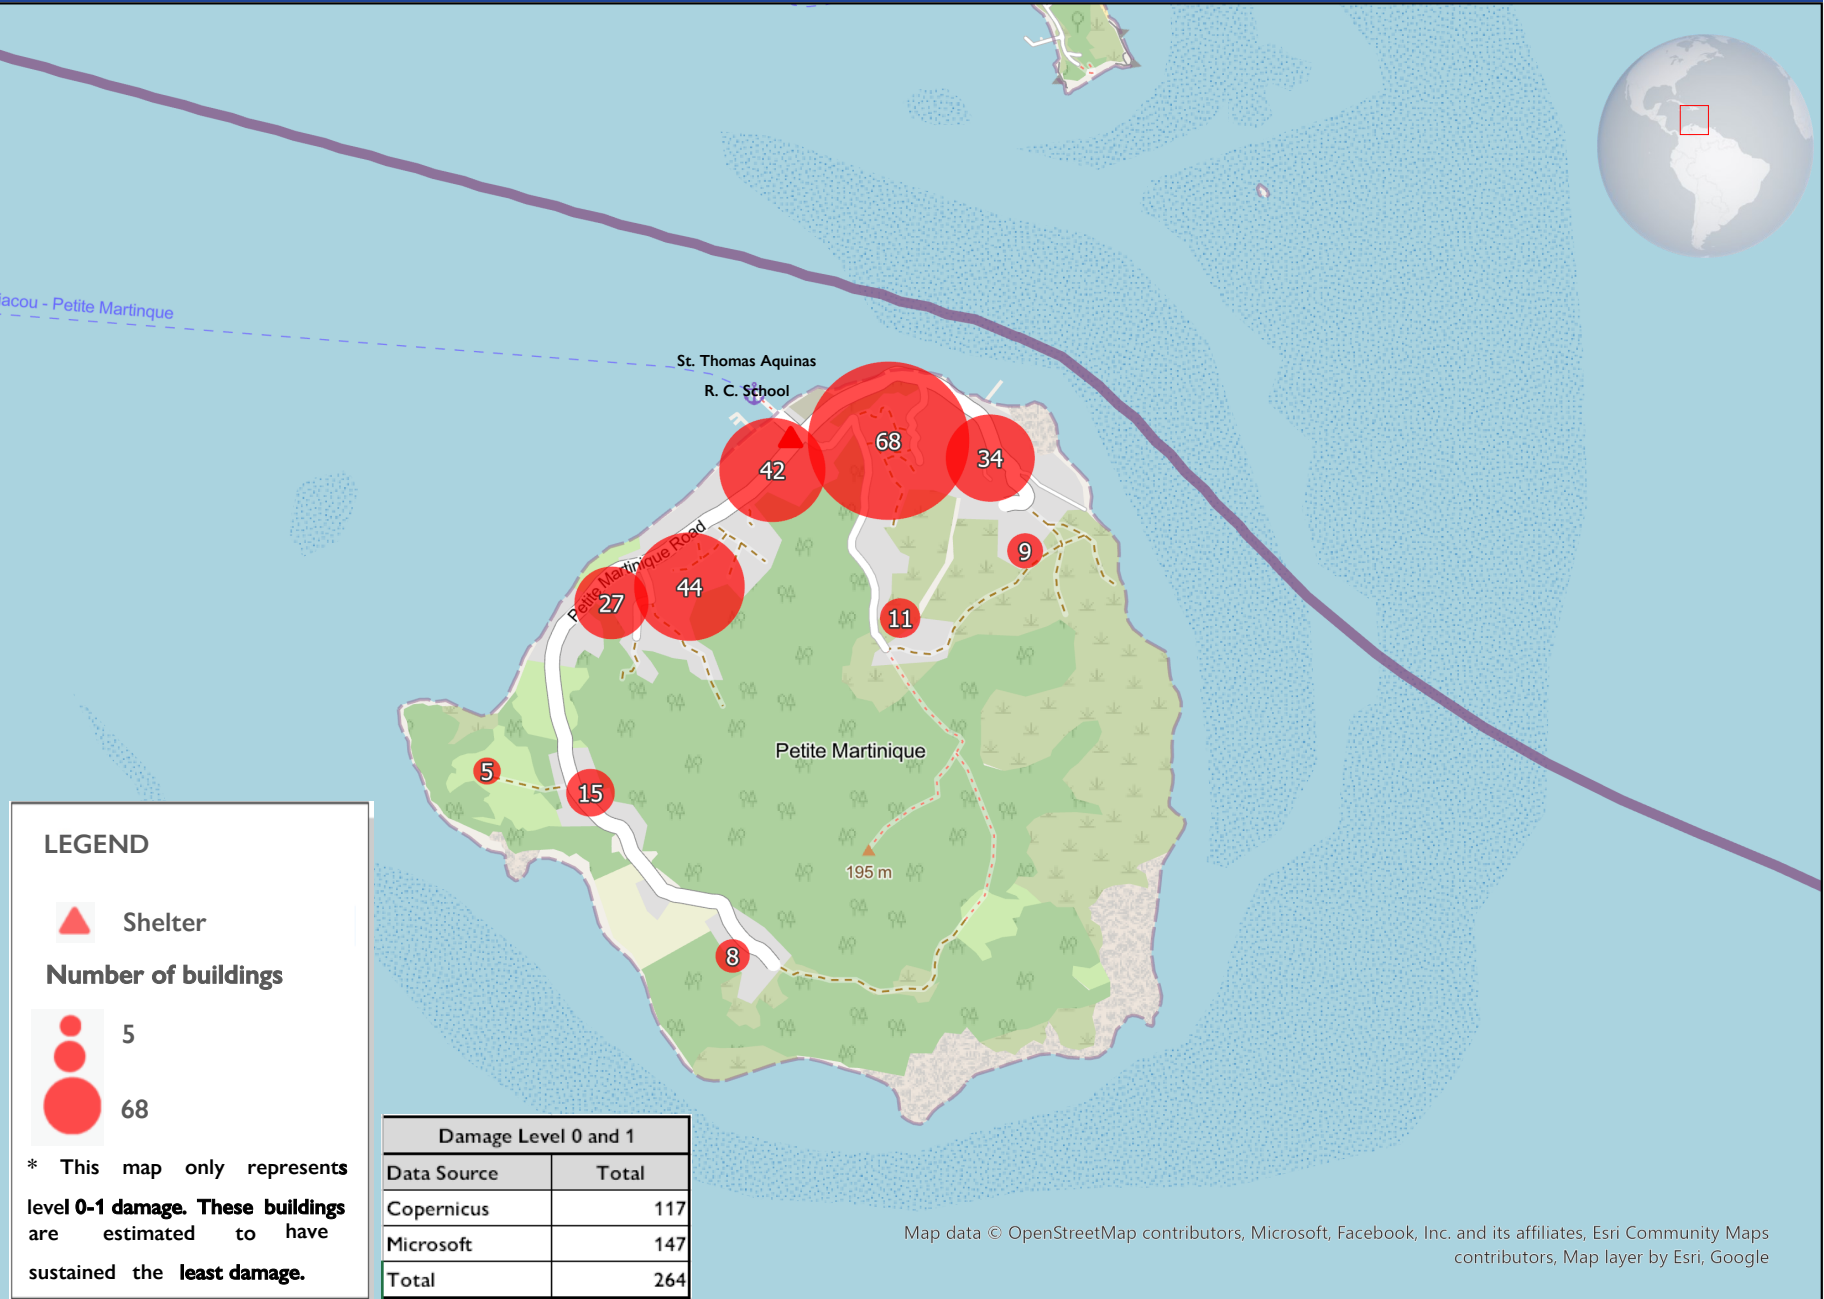 iacou - Petite Martinque
St. Thomas Aquinas
R. C. School
68
42
34
Petite Martinique Road
44
27
9
11
Petite Martinique
5
15
195 m
8
LEGEND
Shelter
Number of buildings
5
68
* This map only represents
level 0-1 damage. These buildings
are estimated to have
sustained the least damage.
Damage Level 0 and 1
Data Source Total
Copernicus 117
Microsoft 147
Total 264
Map data © OpenStreetMap contributors, Microsoft, Facebook, Inc. and its affiliates, Esri Community Maps
contributors, Map layer by Esri, Google